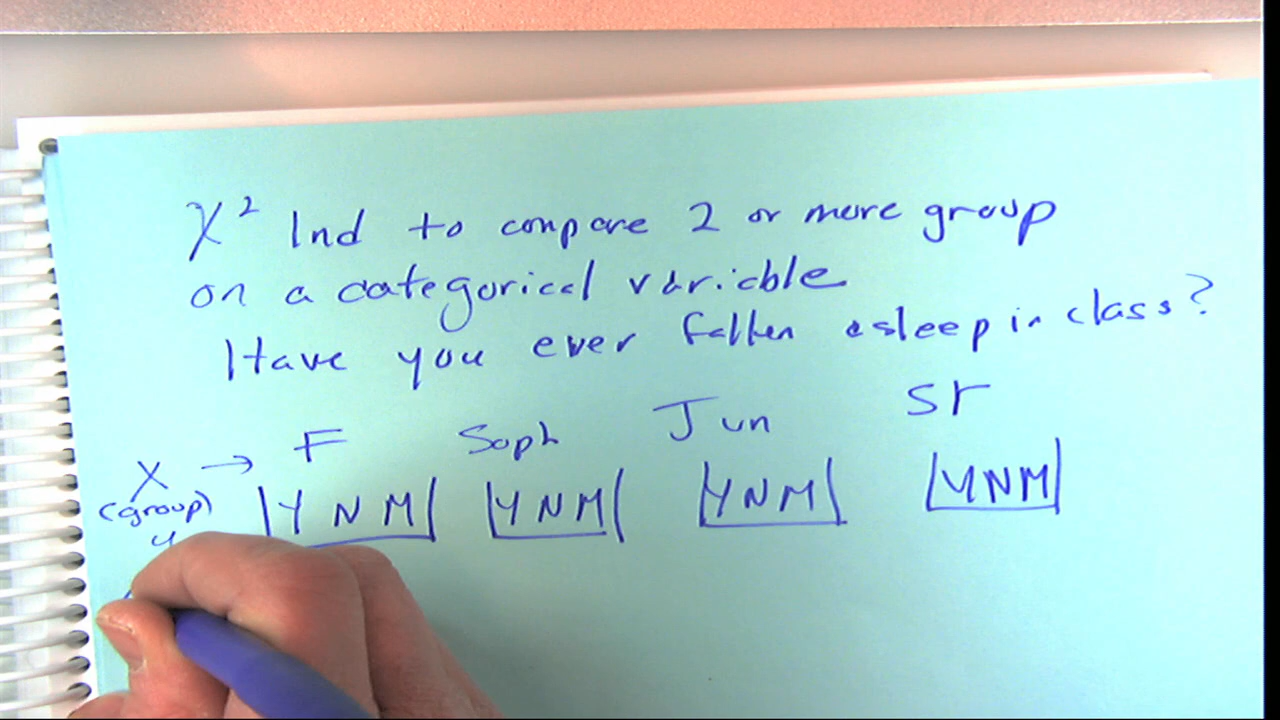 χ² Ind to compare 2 or more group
on a categorical variable
Have you ever fallen asleep in class?
X → F Soph Jun Sr
(group) |Y N M| |Y N M| |Y N M| |Y N M|
y